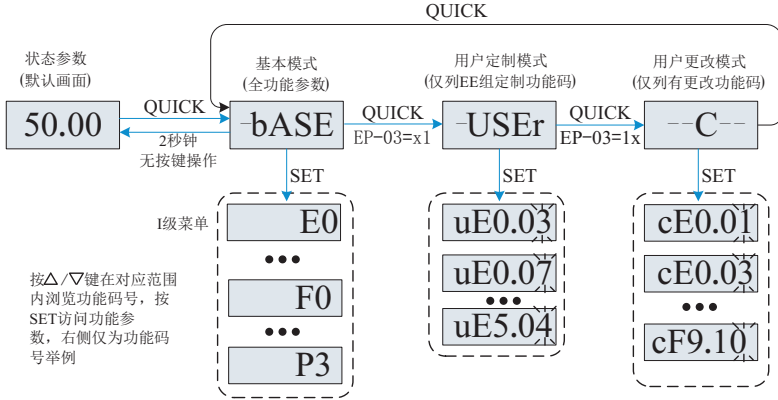 QUICK
状态参数
(默认画面)
基本模式
(全功能参数)
用户定制模式
(仅列EE组定制功能码)
用户更改模式
(仅列有更改功能码)
50.00
QUICK
2秒钟
无按键操作
-bASE
QUICK
EP-03=x1
-USEr
QUICK
EP-03=1x
--C--
SET
SET
SET
I级菜单
E0
F0
P3
uE0.03
uE0.07
uE5.04
cE0.01
cE0.03
cF9.10
按△/▽键在对应范围
内浏览功能码号，按
SET访问功能参
数，右侧仅为功能码
号举例